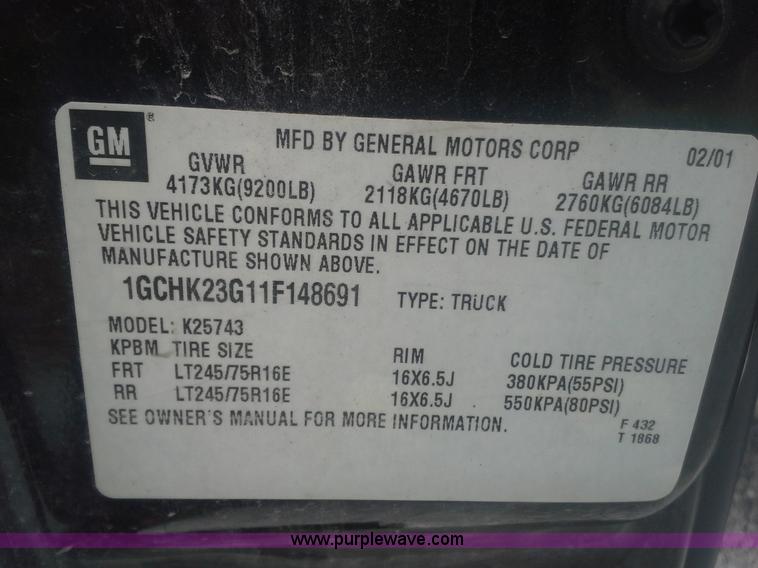 GM ®
MFD BY GENERAL MOTORS CORP 02/01
GVWR GAWR FRT GAWR RR
4173KG(9200LB) 2118KG(4670LB) 2760KG(6084LB)
THIS VEHICLE CONFORMS TO ALL APPLICABLE U.S. FEDERAL MOTOR
VEHICLE SAFETY STANDARDS IN EFFECT ON THE DATE OF
MANUFACTURE SHOWN ABOVE.
1GCHK23G11F148691 TYPE: TRUCK
MODEL: K25743
KPBM TIRE SIZE RIM COLD TIRE PRESSURE
FRT LT245/75R16E 16X6.5J 380KPA(55PSI)
RR LT245/75R16E 16X6.5J 550KPA(80PSI)
SEE OWNER'S MANUAL FOR MORE INFORMATION.
F 432
T 1868
www.purplewave.com